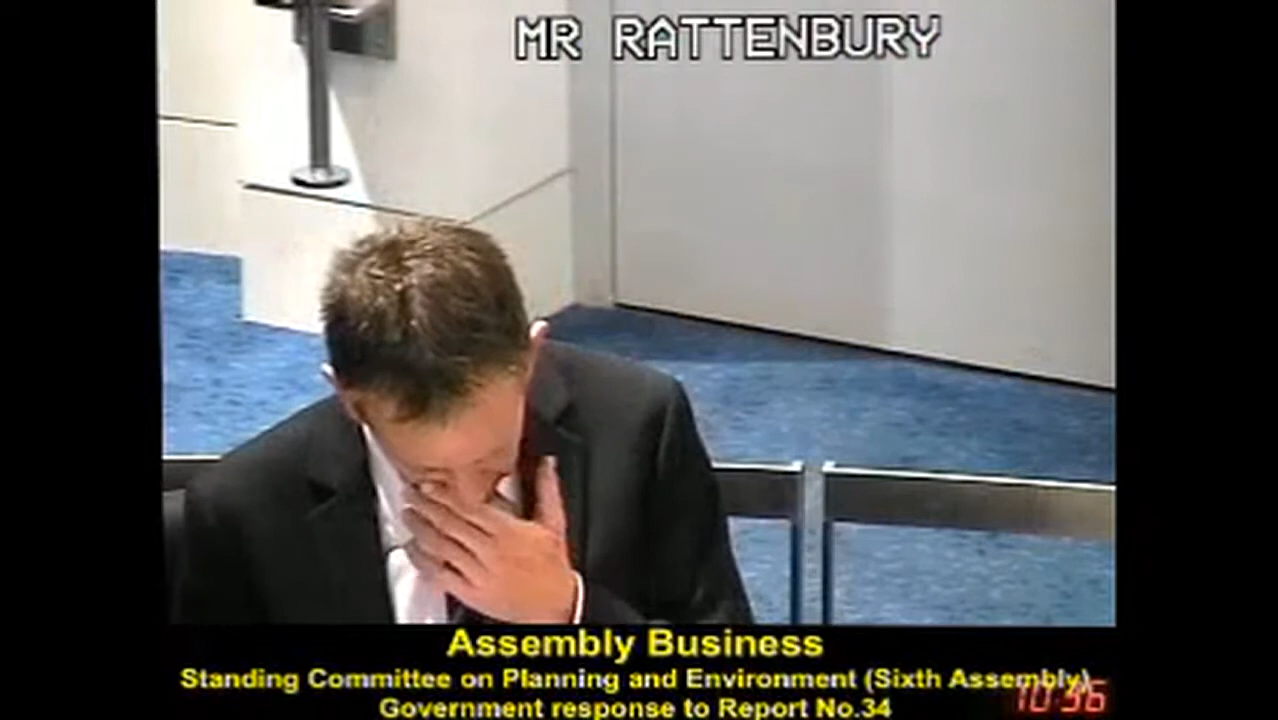 MR RATTENBURY
Assembly Business
Standing Committee on Planning and Environment (Sixth Assembly)
10:36
Government response to Report No.34